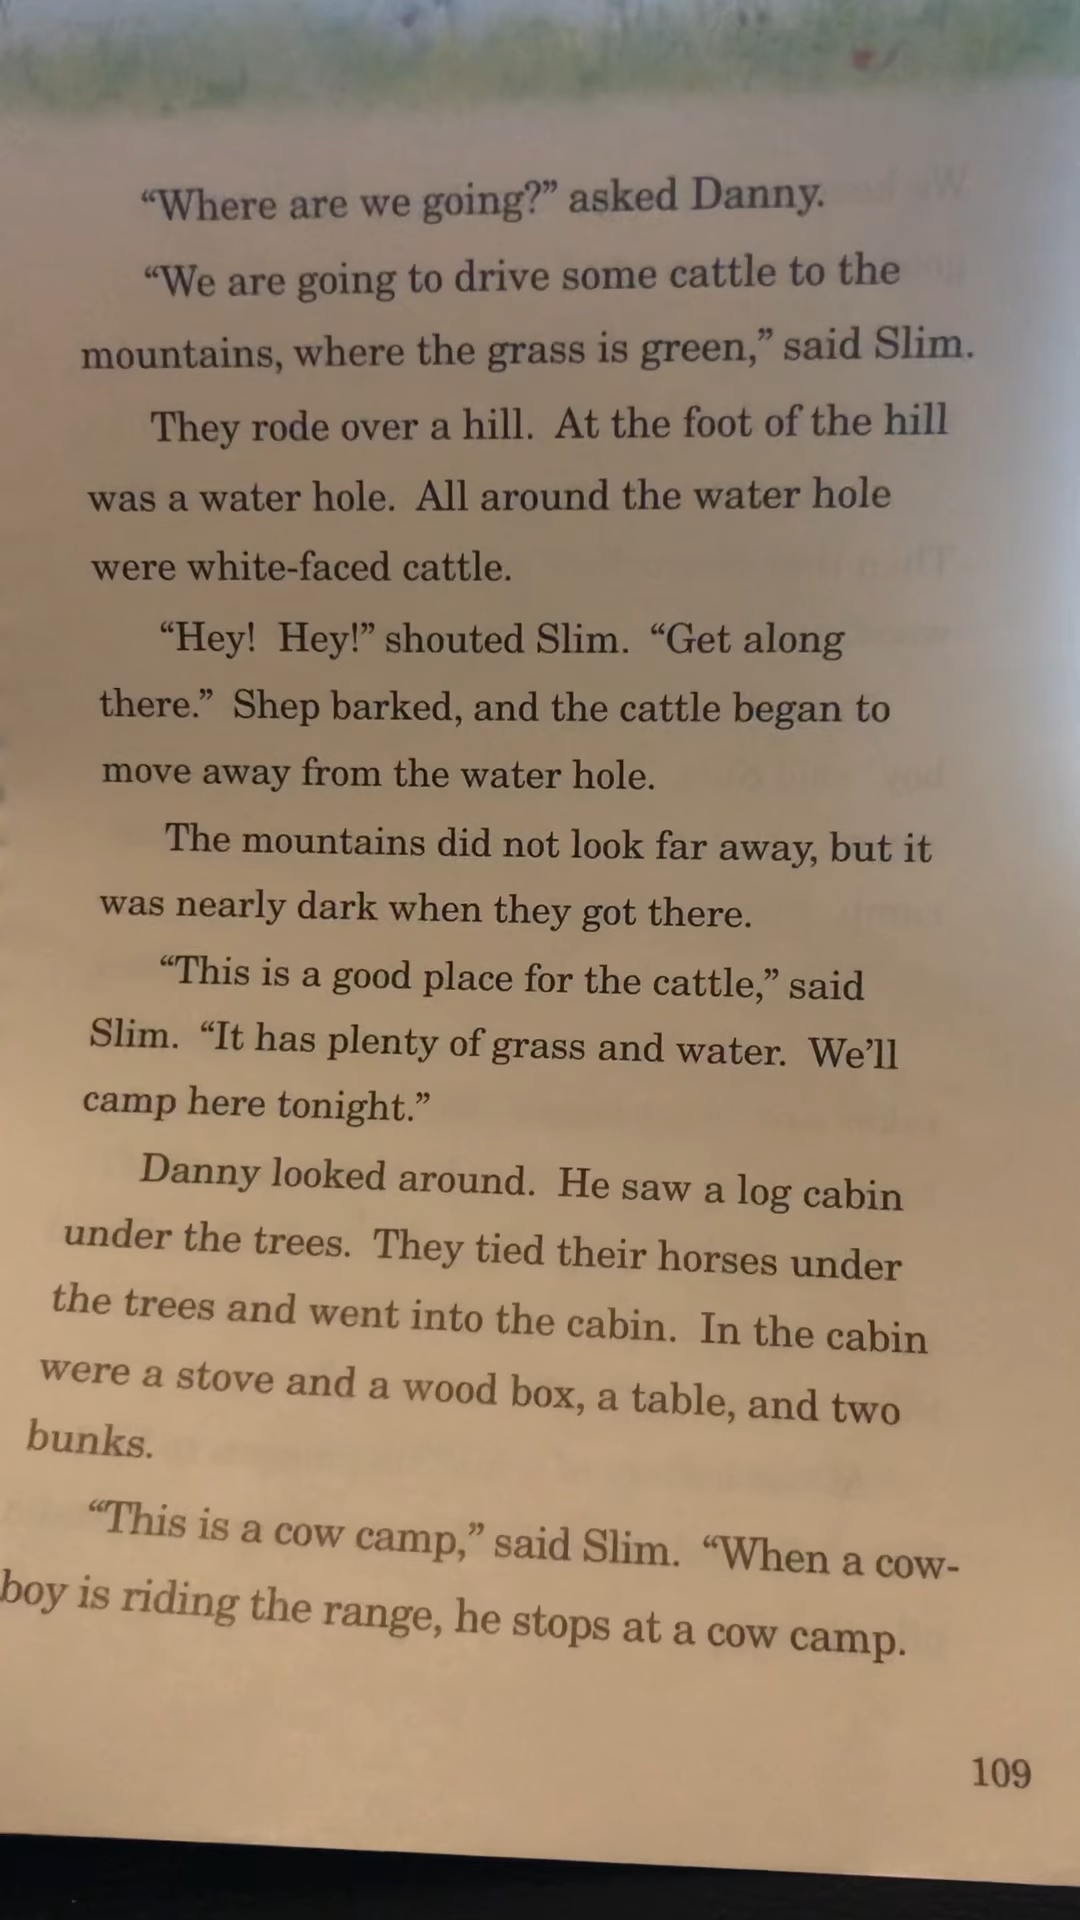 “Where are we going?” asked Danny.
“We are going to drive some cattle to the
mountains, where the grass is green,” said Slim.
They rode over a hill. At the foot of the hill
was a water hole. All around the water hole
were white-faced cattle.
“Hey! Hey!” shouted Slim. “Get along
there.” Shep barked, and the cattle began to
move away from the water hole.
The mountains did not look far away, but it
was nearly dark when they got there.
“This is a good place for the cattle,” said
Slim. “It has plenty of grass and water. We’ll
camp here tonight.”
Danny looked around. He saw a log cabin
under the trees. They tied their horses under
the trees and went into the cabin. In the cabin
were a stove and a wood box, a table, and two
bunks.
“This is a cow camp,” said Slim. “When a cow-
boy is riding the range, he stops at a cow camp.
109